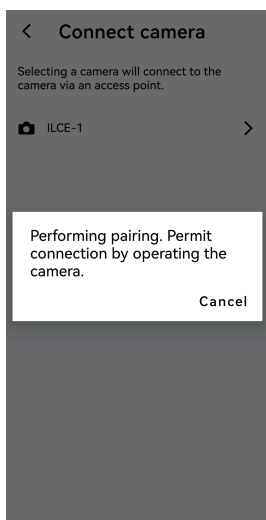 Connect camera
Selecting a camera will connect to the
camera via an access point.
ILCE-1
Performing pairing. Permit
connection by operating the
camera.
Cancel